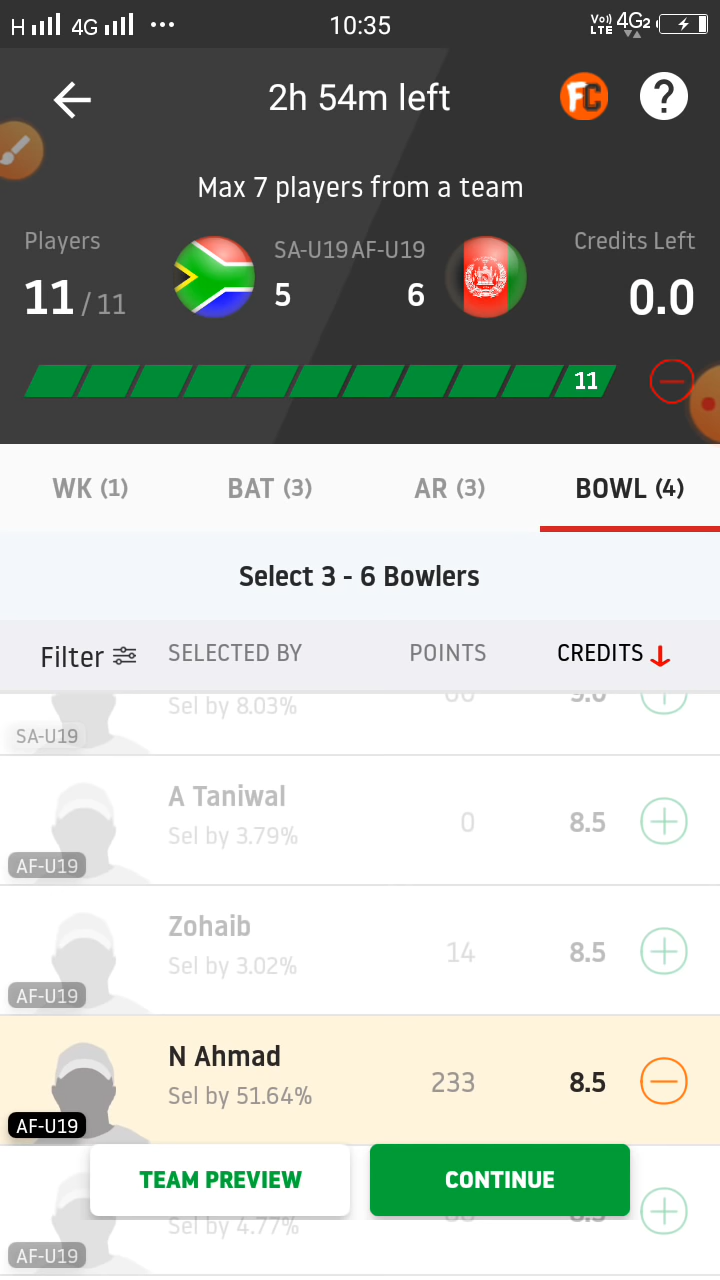 H 4G ••• 10:35 Vo)) LTE 4G2
2h 54m left FC ?
Max 7 players from a team
Players SA-U19 AF-U19 Credits Left
11 / 11 5 6 0.0
11
WK (1) BAT (3) AR (3) BOWL (4)
Select 3 - 6 Bowlers
Filter SELECTED BY POINTS CREDITS
Sel by 8.03% 9.0
SA-U19
A Taniwal
Sel by 3.79% 0 8.5
AF-U19
Zohaib
Sel by 3.02% 14 8.5
AF-U19
N Ahmad
Sel by 51.64% 233 8.5
AF-U19
TEAM PREVIEW CONTINUE
Sel by 4.77% 8.5
AF-U19